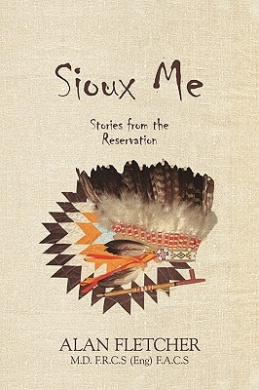 Sioux Me
Stories from the
Reservation
ALAN FLETCHER
M.D. F.R.C.S (Eng) F.A.C.S